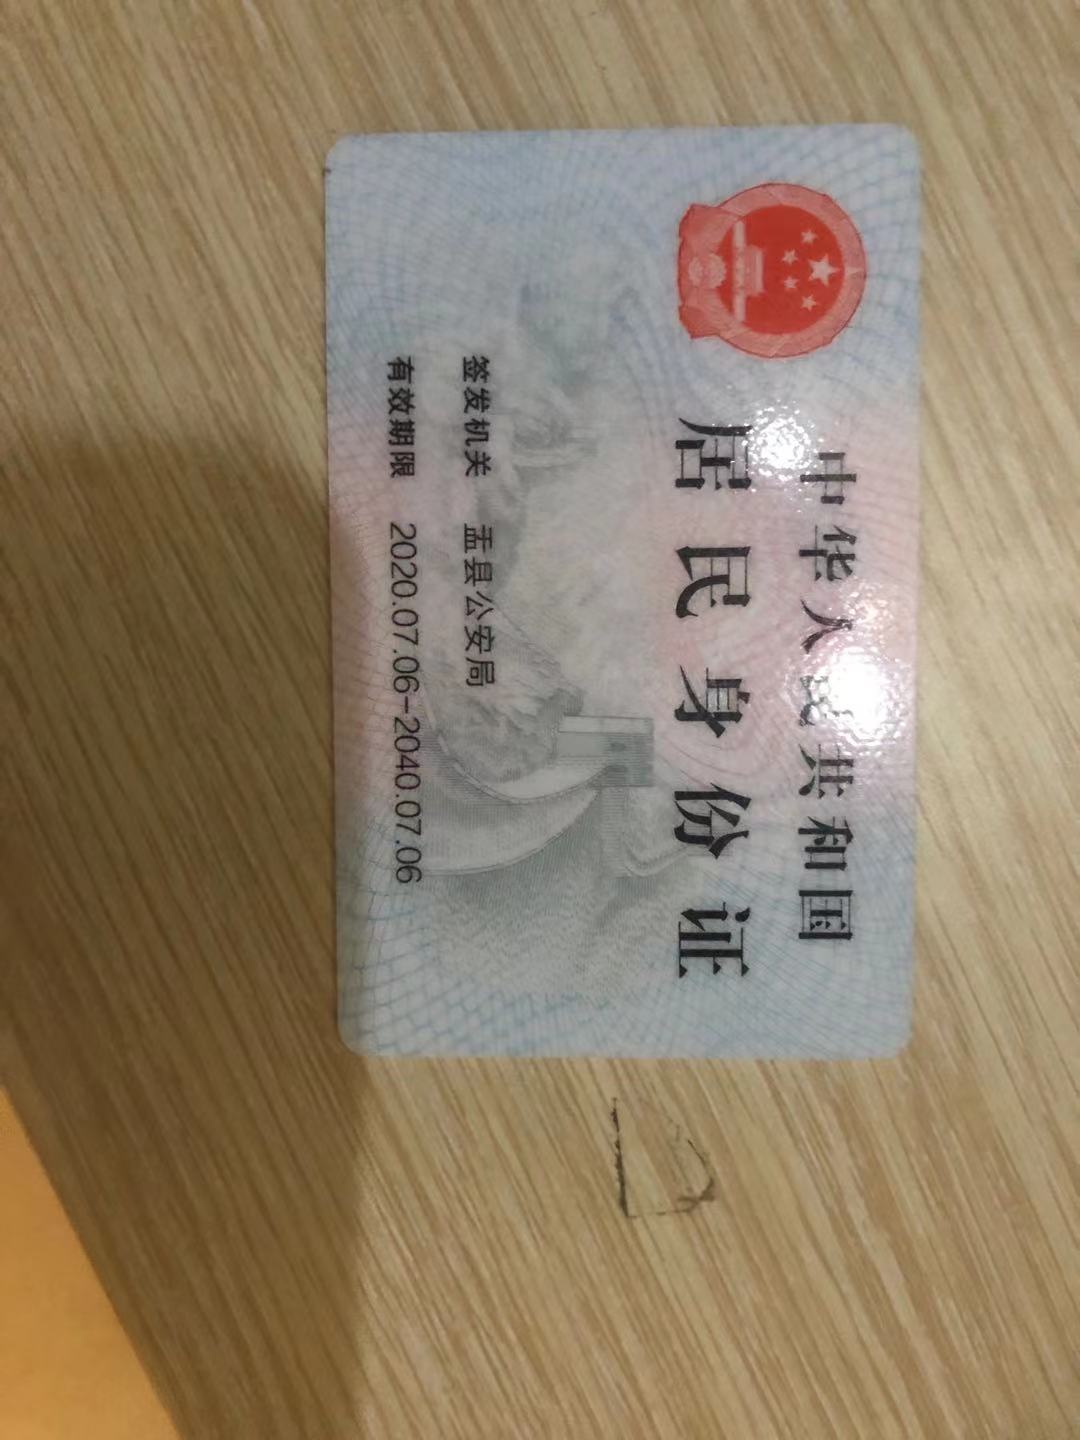 中华人民共和国
居民身份证
签发机关 盂县公安局
有效期限 2020.07.06-2040.07.06